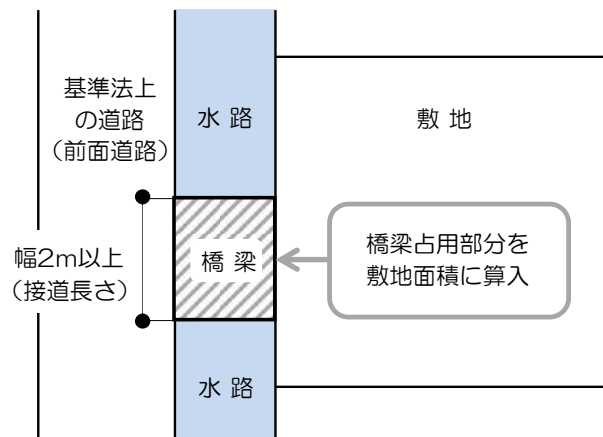 基準法上
の道路
（前面道路）
水 路
敷 地
幅2m以上
（接道長さ）
橋 梁
橋梁占用部分を
敷地面積に算入
水 路